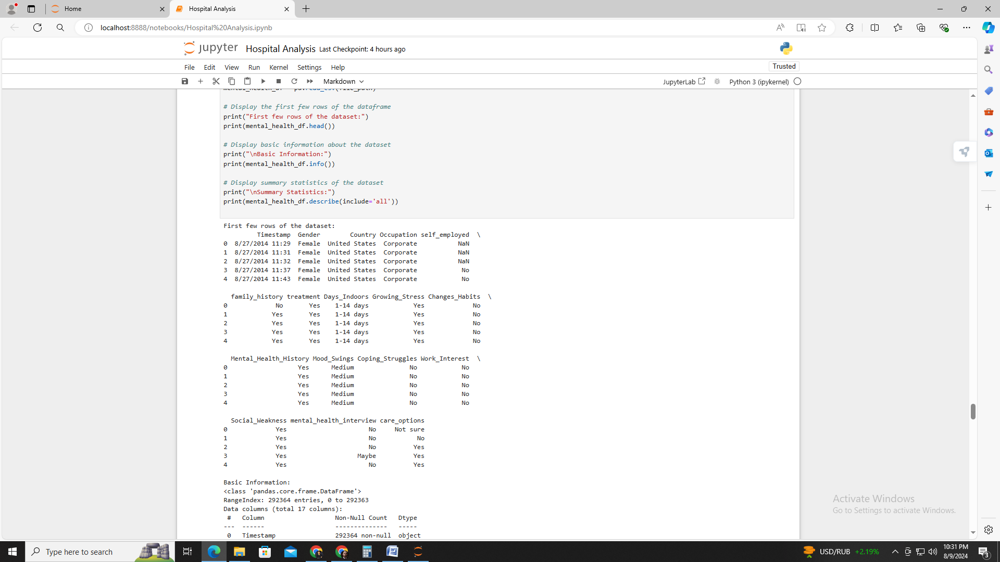 Home
Hospital Analysis
localhost:8888/notebooks/Hospital%20Analysis.ipynb
jupyter Hospital Analysis Last Checkpoint: 4 hours ago
File Edit View Run Kernel Settings Help Trusted
Markdown JupyterLab Python 3 (ipykernel)
# Display the first few rows of the dataframe
print("First few rows of the dataset:")
print(mental_health_df.head())
# Display basic information about the dataset
print("\nBasic Information:")
print(mental_health_df.info())
# Display summary statistics of the dataset
print("\nSummary Statistics:")
print(mental_health_df.describe(include='all'))
First few rows of the dataset:
Timestamp Gender Country Occupation self_employed \
0 8/27/2014 11:29 Female United States Corporate NaN
1 8/27/2014 11:31 Female United States Corporate NaN
2 8/27/2014 11:32 Female United States Corporate NaN
3 8/27/2014 11:37 Female United States Corporate No
4 8/27/2014 11:43 Female United States Corporate No
family_history treatment Days_Indoors Growing_Stress Changes_Habits \
0 No Yes 1-14 days Yes No
1 Yes Yes 1-14 days Yes No
2 Yes Yes 1-14 days Yes No
3 Yes Yes 1-14 days Yes No
4 Yes Yes 1-14 days Yes No
Mental_Health_History Mood_Swings Coping_Struggles Work_Interest \
0 Yes Medium No No
1 Yes Medium No No
2 Yes Medium No No
3 Yes Medium No No
4 Yes Medium No No
Social_Weakness mental_health_interview care_options
0 Yes No Not sure
1 Yes No No
2 Yes No Yes
3 Yes Maybe Yes
4 Yes No Yes
Basic Information:
<class 'pandas.core.frame.DataFrame'>
RangeIndex: 292364 entries, 0 to 292363
Data columns (total 17 columns):
# Column Non-Null Count Dtype
--- ------ -------------- -----
0 Timestamp 292364 non-null object
Activate Windows
Go to Settings to activate Windows.
Type here to search
USD/RUB +2.19%
10:31 PM
8/9/2024
3